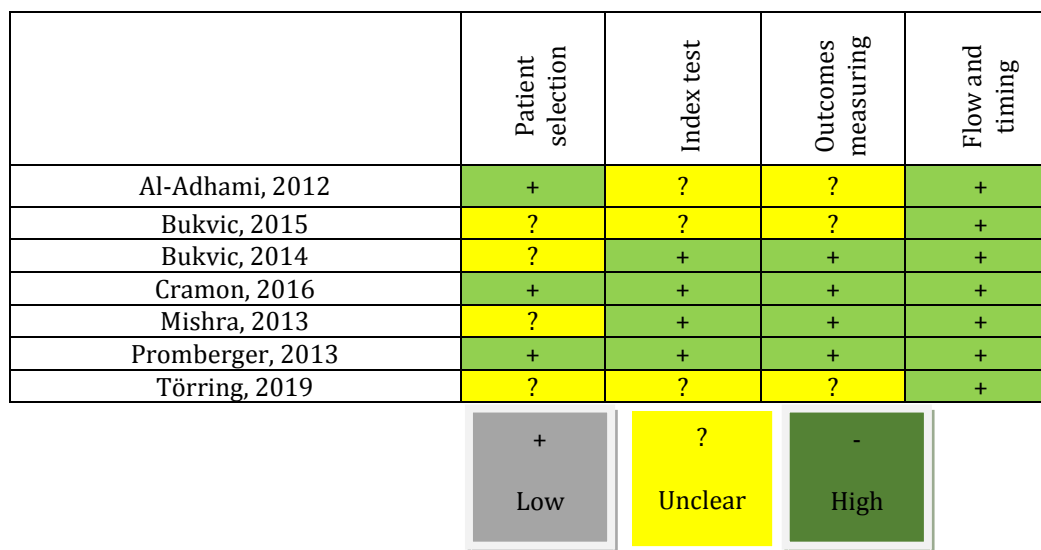 Patient selection Index test Outcomes measuring Flow and timing
Al-Adhami, 2012 + ? ? +
Bukvic, 2015 ? ? ? +
Bukvic, 2014 ? + + +
Cramon, 2016 + + + +
Mishra, 2013 ? + + +
Promberger, 2013 + + + +
Törring, 2019 ? ? ? +
+ ? -
Low Unclear High